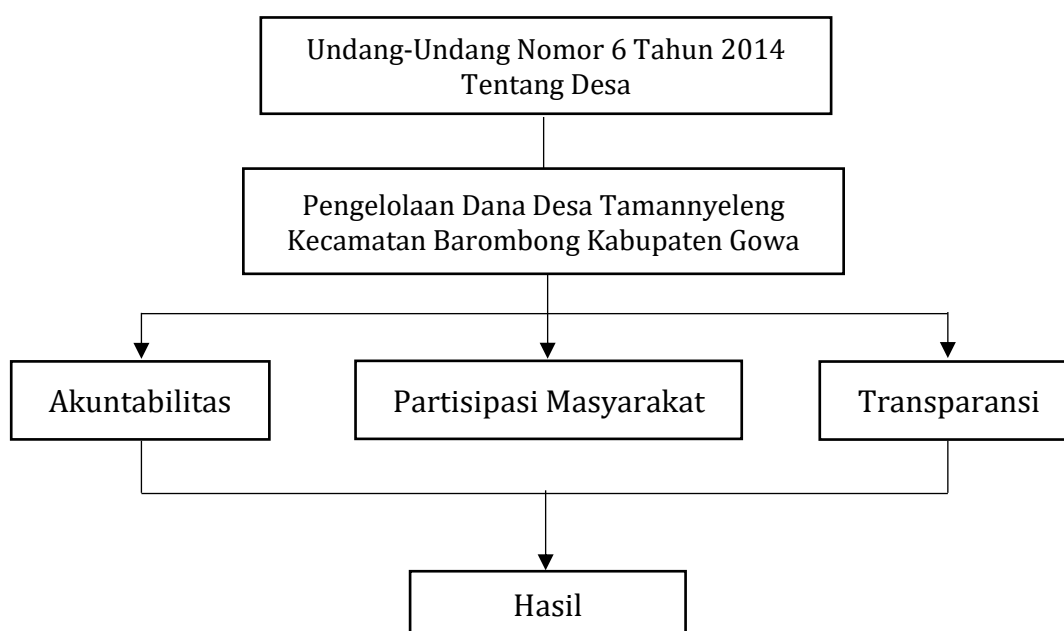 Undang-Undang Nomor 6 Tahun 2014
Tentang Desa
Pengelolaan Dana Desa Tamannyeleng
Kecamatan Barombong Kabupaten Gowa
Akuntabilitas
Partisipasi Masyarakat
Transparansi
Hasil